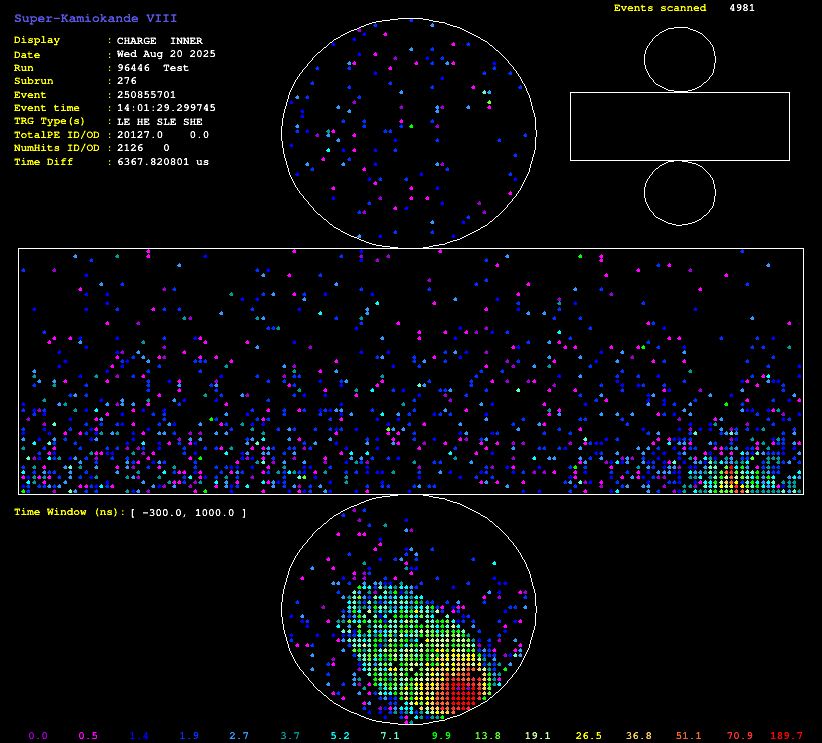 Super-Kamiokande VIII
Events scanned 4981
Display : CHARGE INNER
Date : Wed Aug 20 2025
Run : 96446 Test
Subrun : 276
Event : 250855701
Event time : 14:01:29.299745
TRG Type(s) : LE HE SLE SHE
TotalPE ID/OD : 20127.0 0.0
NumHits ID/OD : 2126 0
Time Diff : 6367.820801 us
Time Window (ns): [ -300.0, 1000.0 ]
0.0 0.5 1.4 1.9 2.7 3.7 5.2 7.1 9.9 13.8 19.1 26.5 36.8 51.1 70.9 189.7